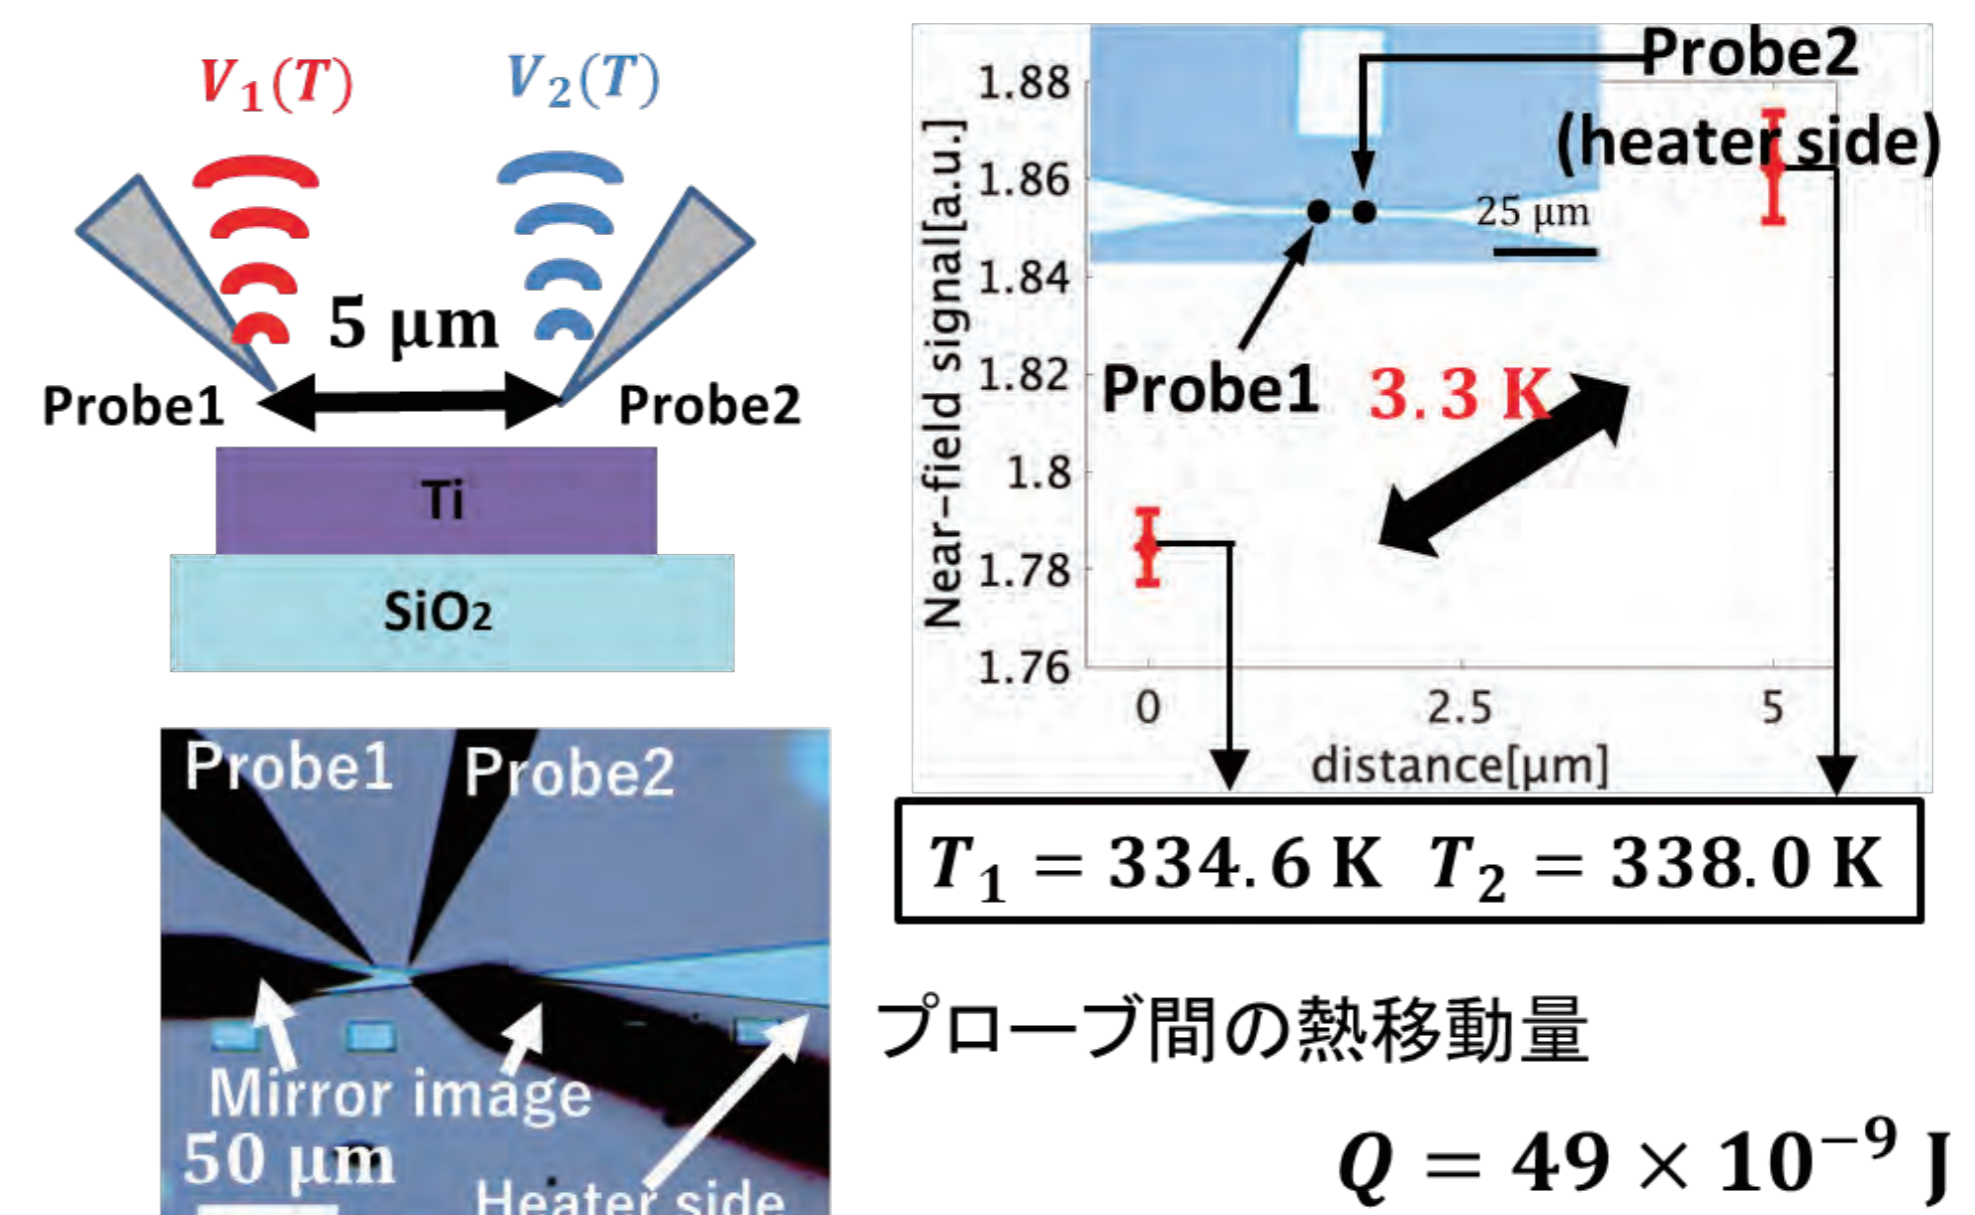 V₁(T)
V₂(T)
5 μm
Probe1
Probe2
Ti
SiO₂
Probe1
Probe2
Mirror image
50 μm
Heater side
Probe2
(heater side)
25 μm
Probe1
3.3 K
Near-field signal[a.u.]
1.88
1.86
1.84
1.82
1.8
1.78
1.76
0
2.5
5
distance[μm]
T₁ = 334.6 K T₂ = 338.0 K
プローブ間の熱移動量
Q = 49 × 10⁻⁹ J